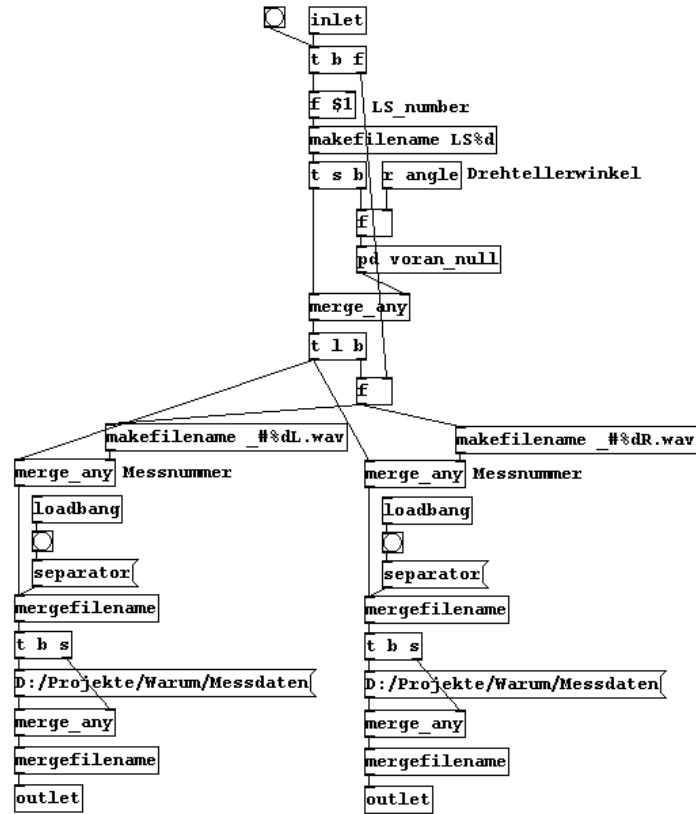 inlet
t b f
f $1 LS_number
makefilename LS%d
t s b
r angle Drehtellerwinkel
f
pd voran_null
merge_any
t l b
f
makefilename _#%dL.wav
makefilename _#%dR.wav
merge_any Messnummer
merge_any Messnummer
loadbang
loadbang
separator
separator
mergefilename
mergefilename
t b s
t b s
D:/Projekte/Warum/Messdaten
D:/Projekte/Warum/Messdaten
merge_any
merge_any
mergefilename
mergefilename
outlet
outlet